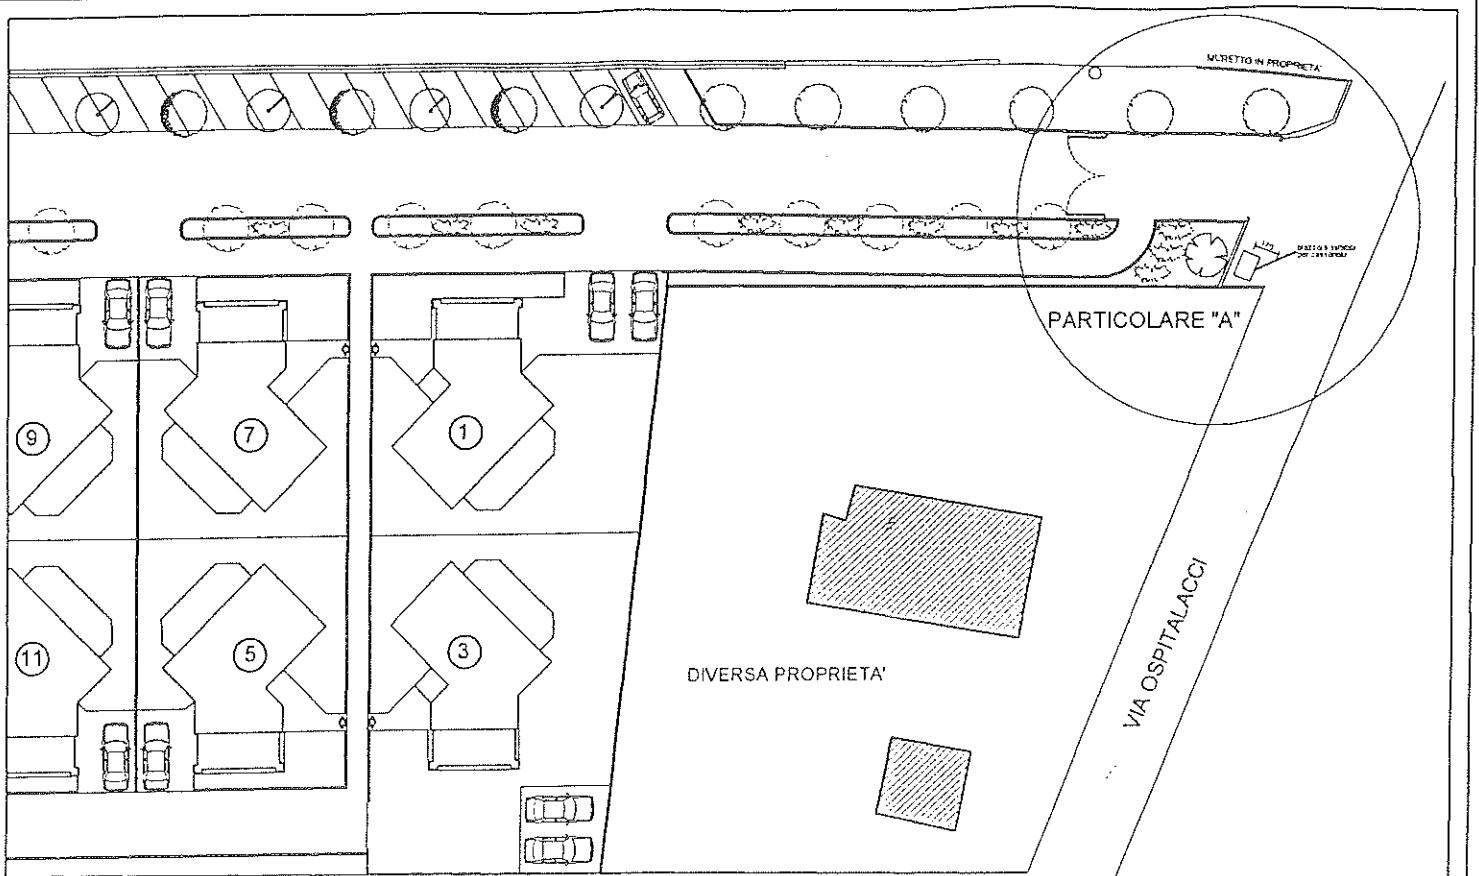 MURETTO IN PROPRIETA'
PARTICOLARE "A"
9
7
1
11
5
3
DIVERSA PROPRIETA'
VIA OSPITALACCI